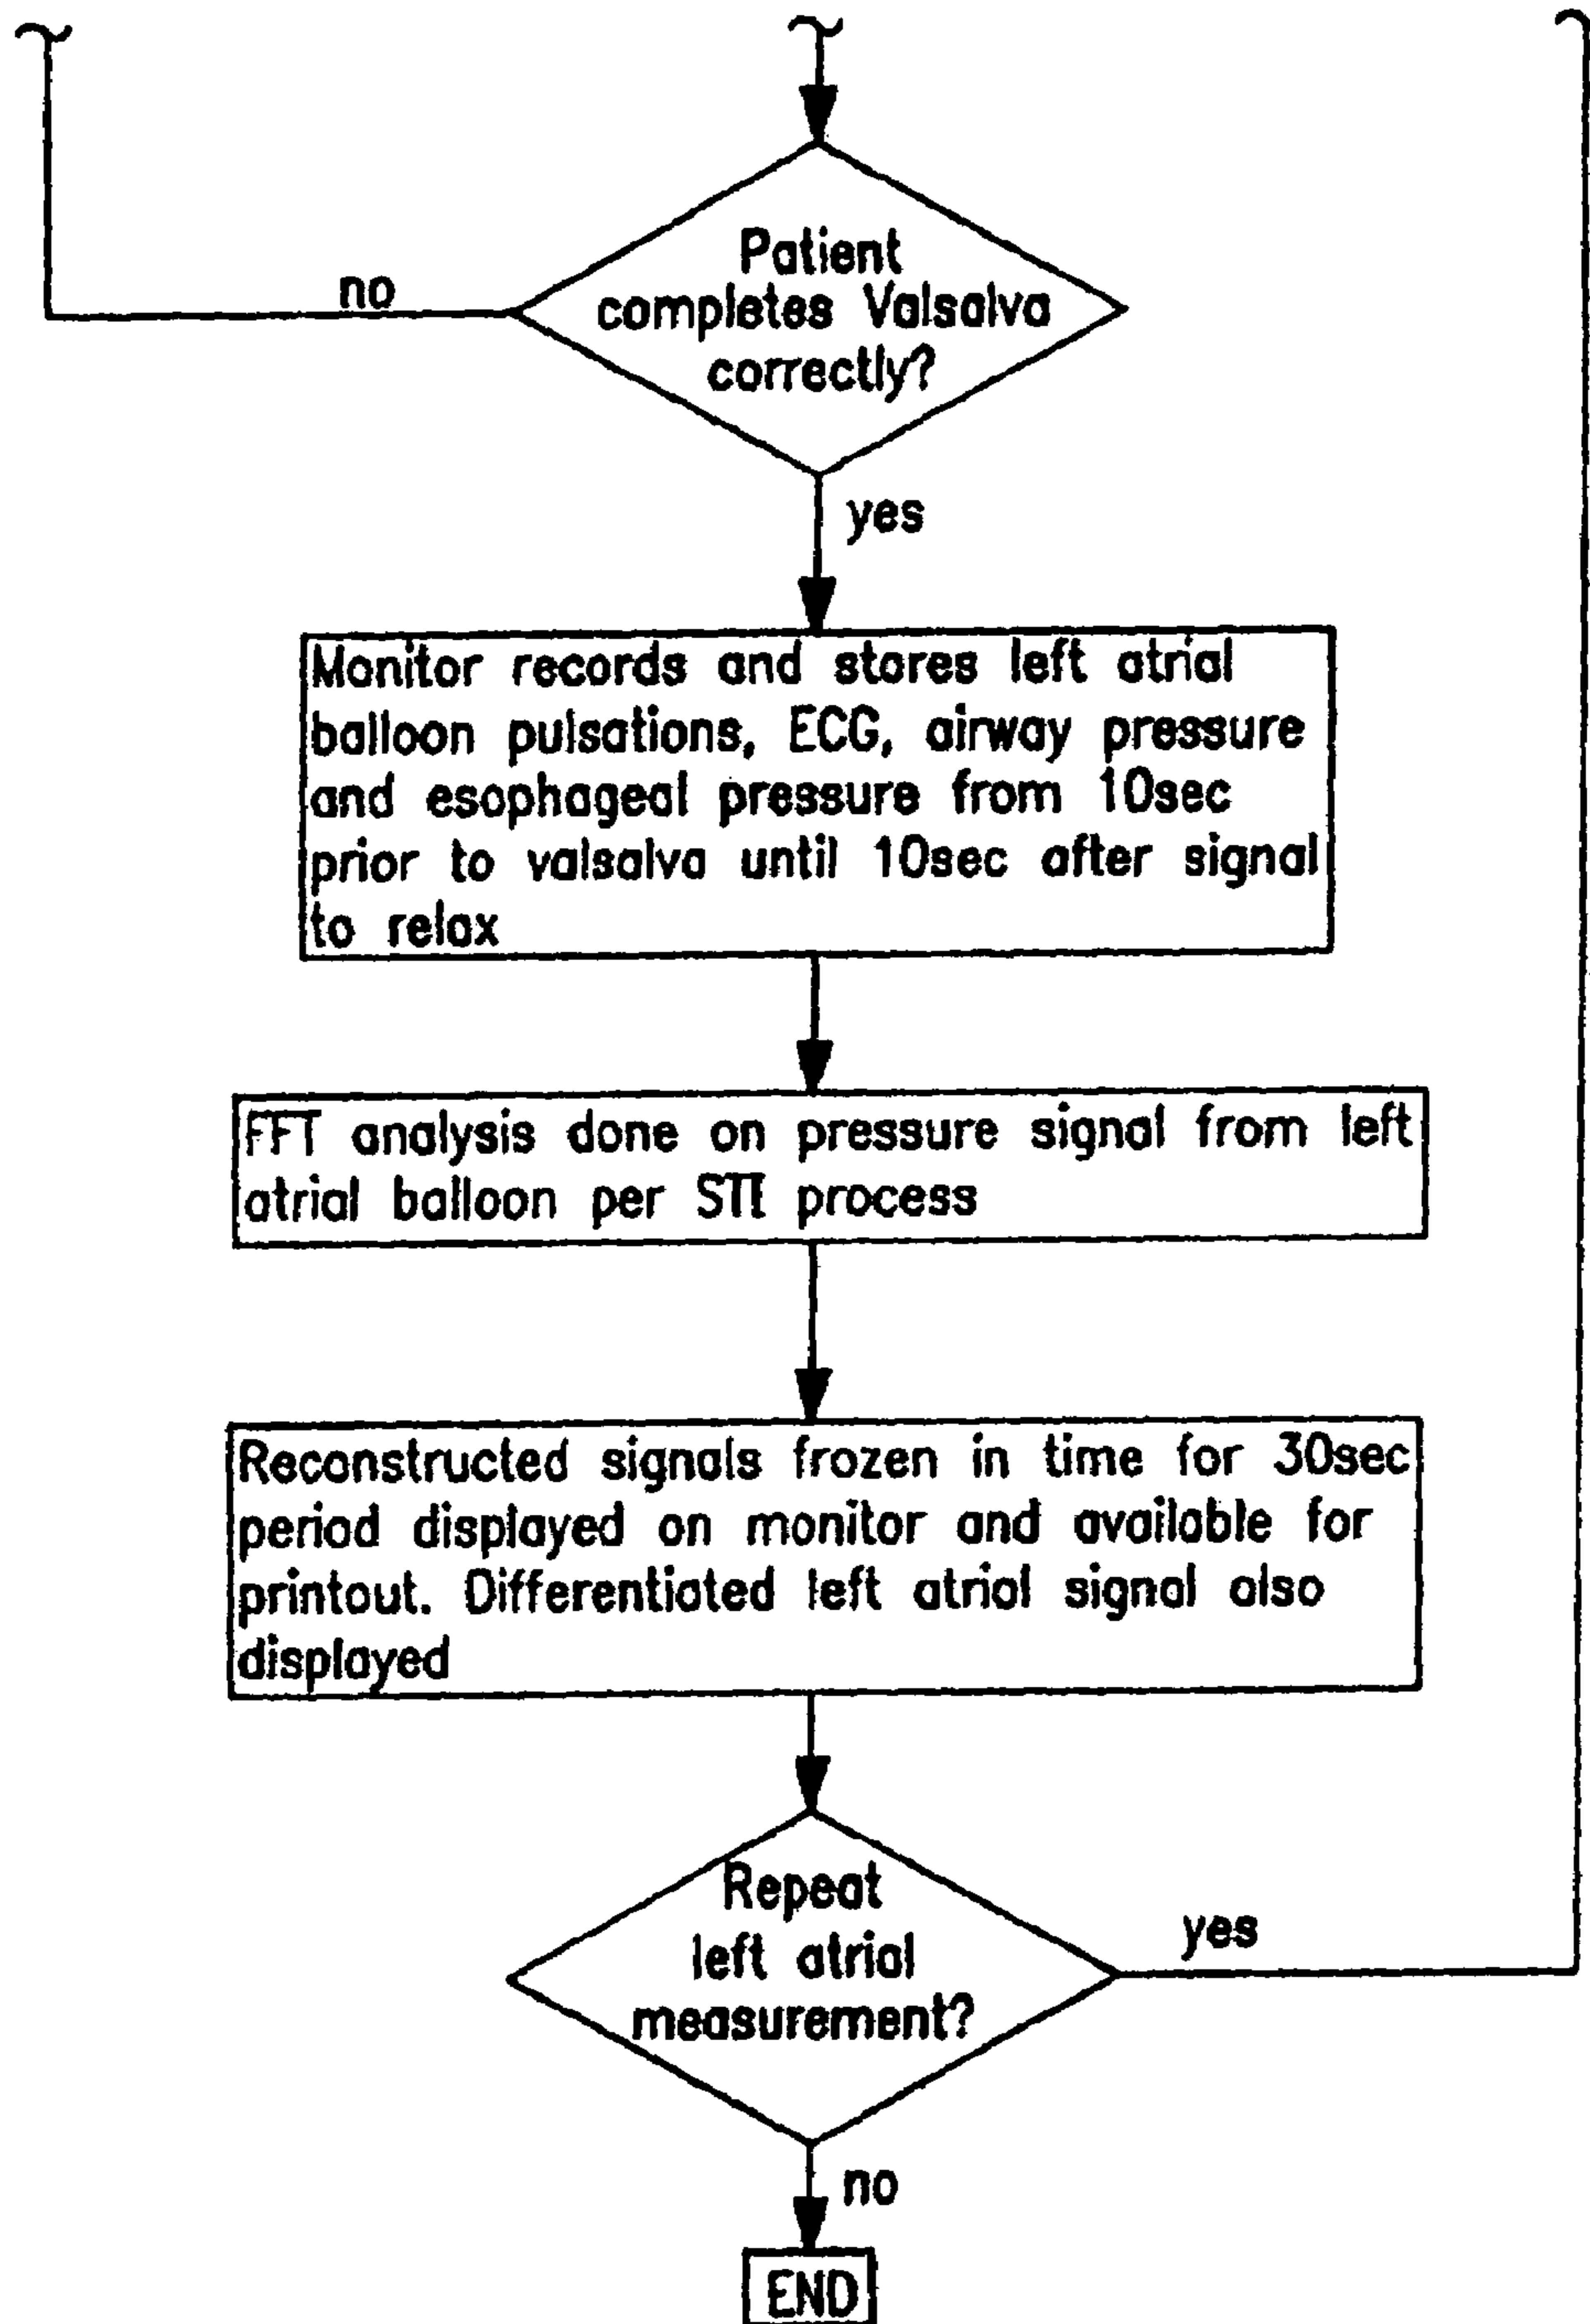 Patient
completes Valsalva
correctly?
no
yes
Monitor records and stores left atrial
balloon pulsations, ECG, airway pressure
and esophageal pressure from 10sec
prior to valsalva until 10sec after signal
to relax
FFT analysis done on pressure signal from left
atrial balloon per STI process
Reconstructed signals frozen in time for 30sec
period displayed on monitor and available for
printout. Differentiated left atrial signal also
displayed
Repeat
left atrial
measurement?
yes
no
END